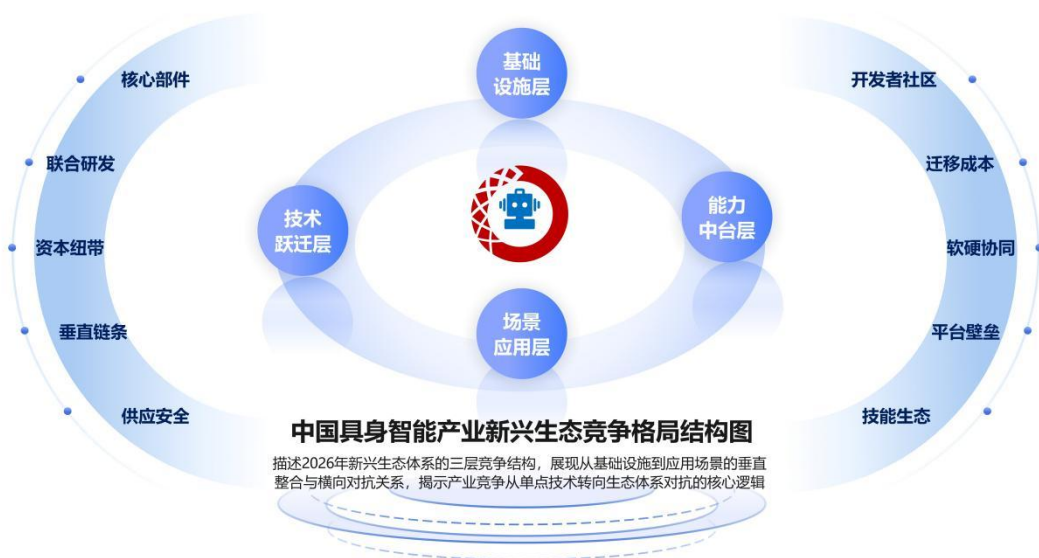 核心部件
联合研发
资本纽带
垂直链条
供应安全
基础
设施层
技术
跃迁层
能力
中台层
场景
应用层
开发者社区
迁移成本
软硬协同
平台壁垒
技能生态
中国具身智能产业新兴生态竞争格局结构图
描述2026年新兴生态体系的三层竞争结构，展现从基础设施到应用场景的垂直
整合与横向对抗关系，揭示产业竞争从单点技术转向生态体系对抗的核心逻辑